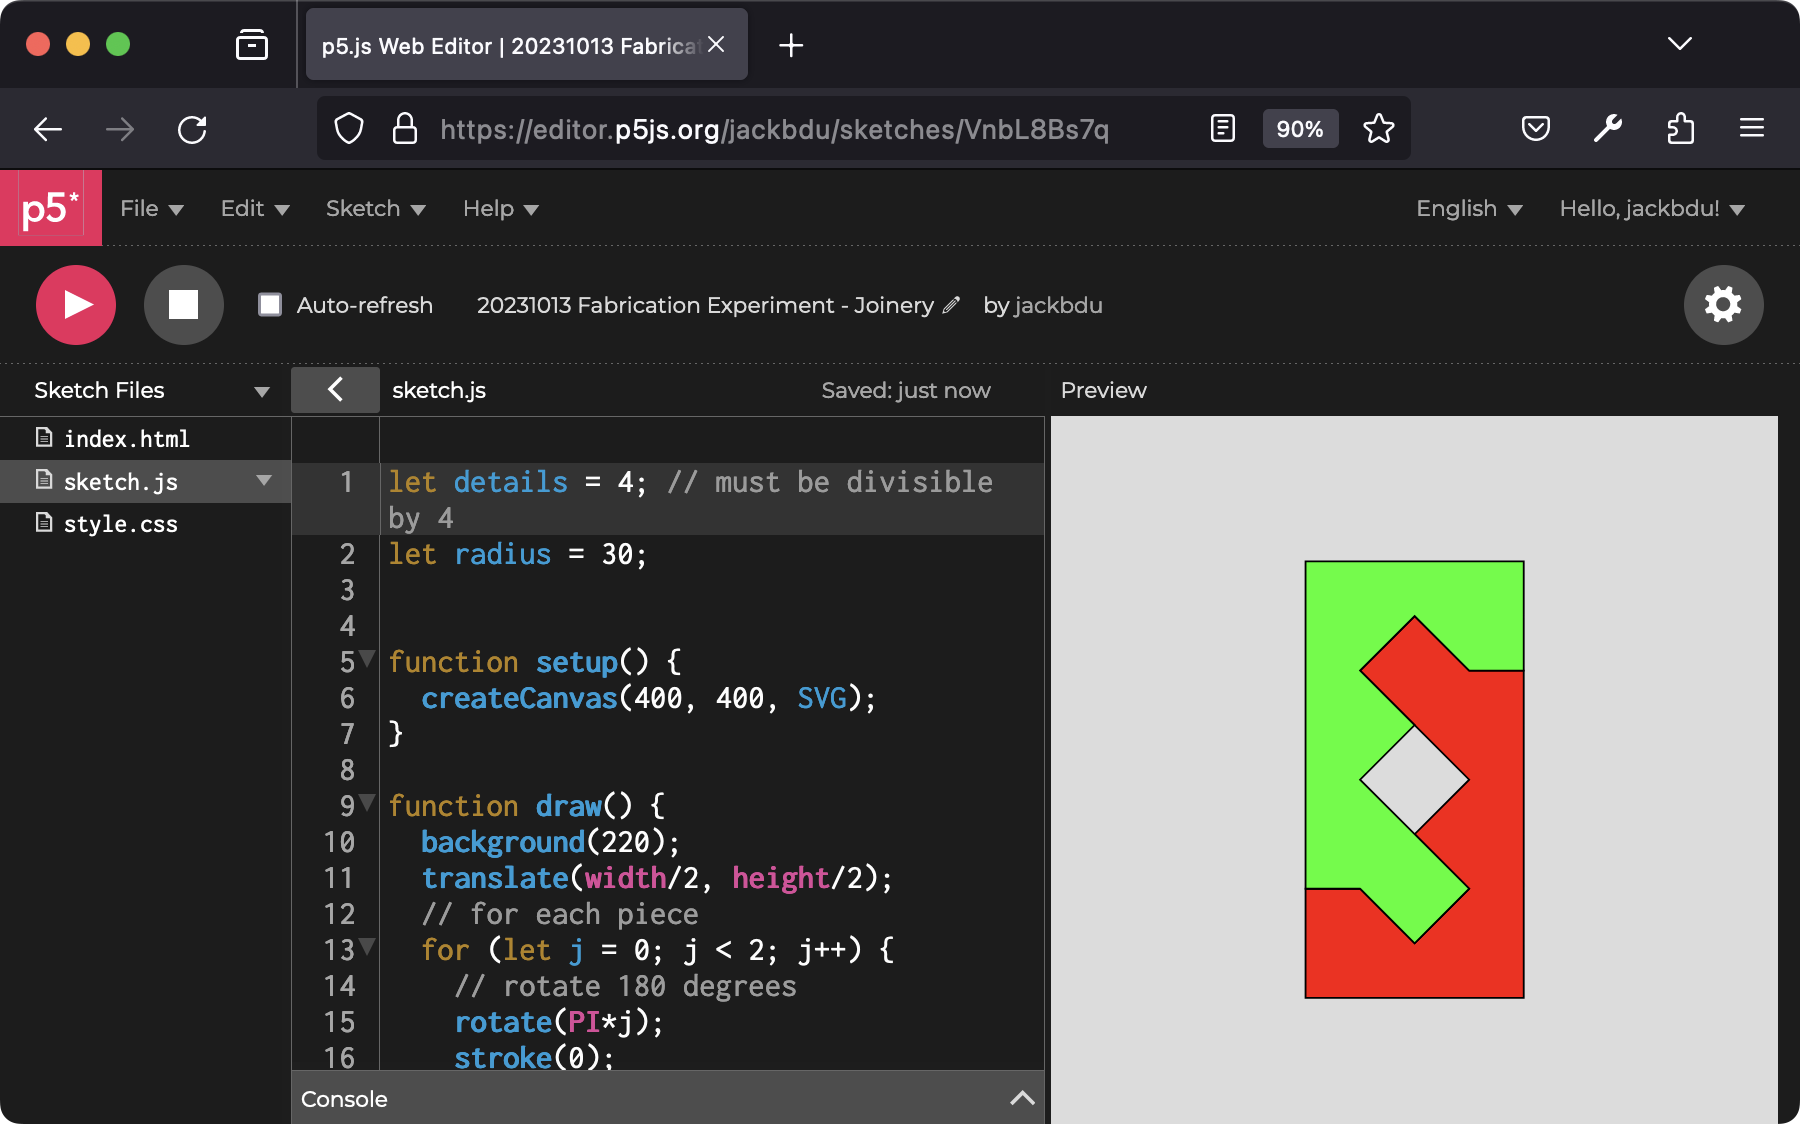 p5.js Web Editor | 20231013 Fabrica
https://editor.p5js.org/jackbdu/sketches/VnbL8Bs7q
90%
p5*
File
Edit
Sketch
Help
English
Hello, jackbdu!
Auto-refresh
20231013 Fabrication Experiment - Joinery
by jackbdu
Sketch Files
sketch.js
Saved: just now
Preview
index.html
sketch.js
style.css
1 let details = 4; // must be divisible
by 4
2 let radius = 30;
3
4
5 function setup() {
6 createCanvas(400, 400, SVG);
7 }
8
9 function draw() {
10 background(220);
11 translate(width/2, height/2);
12 // for each piece
13 for (let j = 0; j < 2; j++) {
14 // rotate 180 degrees
15 rotate(PI*j);
16 stroke(0);
Console